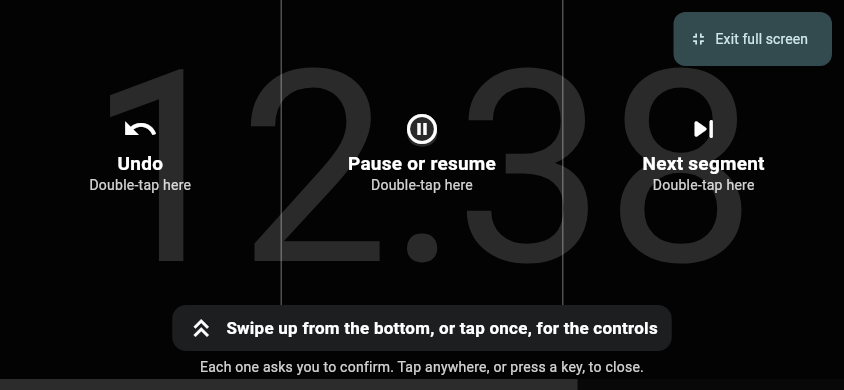 Exit full screen
12.38
Undo
Double-tap here
Pause or resume
Double-tap here
Next segment
Double-tap here
Swipe up from the bottom, or tap once, for the controls
Each one asks you to confirm. Tap anywhere, or press a key, to close.